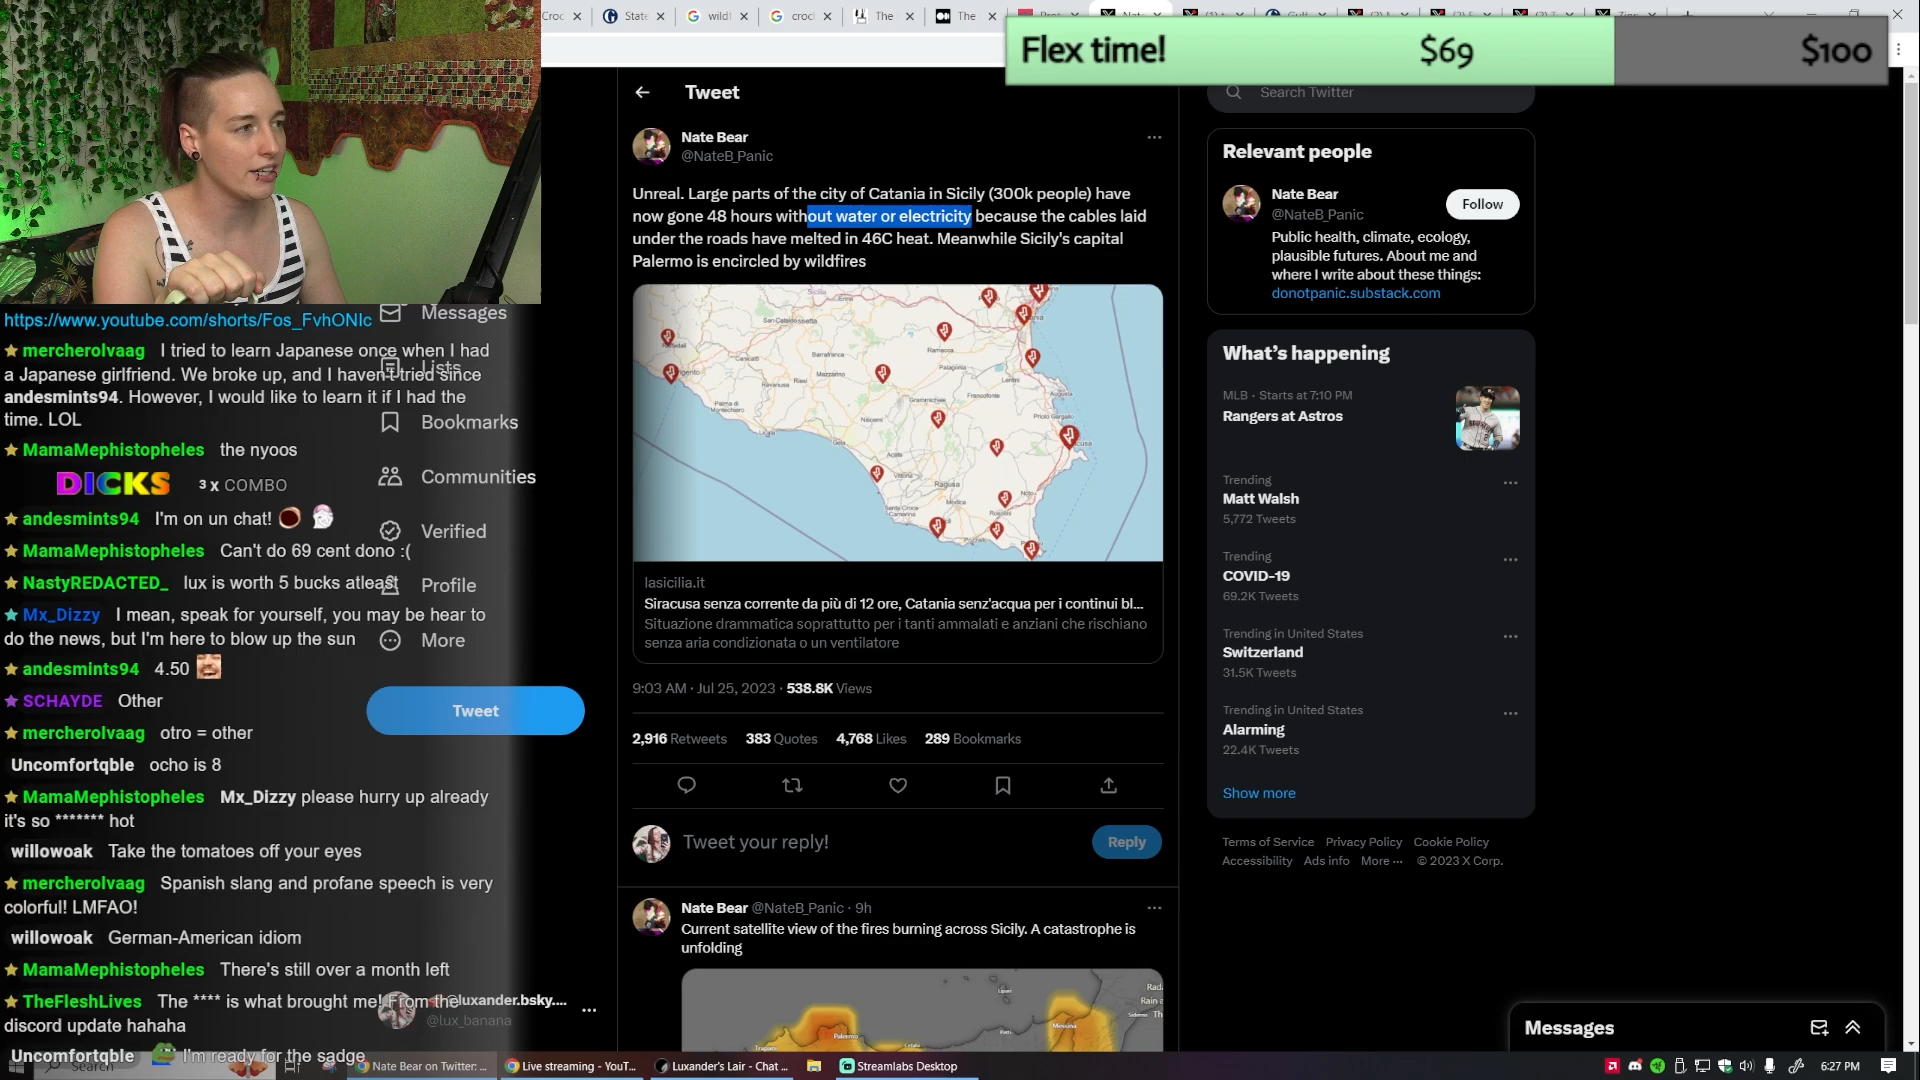 Croc
State
wild
croc
The
The
Flex time!
$69
$100
Tweet
Search Twitter
Nate Bear
@NateB_Panic
Unreal. Large parts of the city of Catania in Sicily (300k people) have
now gone 48 hours without water or electricity because the cables laid
under the roads have melted in 46C heat. Meanwhile Sicily's capital
Palermo is encircled by wildfires
lasicilia.it
Siracusa senza corrente da più di 12 ore, Catania senz'acqua per i continui bl...
Situazione drammatica soprattutto per i tanti ammalati e anziani che rischiano
senza aria condizionata o un ventilatore
9:03 AM · Jul 25, 2023 · 538.8K Views
2,916 Retweets 383 Quotes 4,768 Likes 289 Bookmarks
Tweet your reply!
Reply
Nate Bear @NateB_Panic · 9h
Current satellite view of the fires burning across Sicily. A catastrophe is
unfolding
Palermo
Messina
Trapani
Relevant people
Nate Bear
@NateB_Panic
Follow
Public health, climate, ecology,
plausible futures. About me and
where I write about these things:
donotpanic.substack.com
What's happening
MLB · Starts at 7:10 PM
Rangers at Astros
Trending
Matt Walsh
5,772 Tweets
Trending
COVID-19
69.2K Tweets
Trending in United States
Switzerland
31.5K Tweets
Trending in United States
Alarming
22.4K Tweets
Show more
Terms of Service Privacy Policy Cookie Policy
Accessibility Ads info More ··· © 2023 X Corp.
Messages
Messages
Lists
Bookmarks
Communities
Verified
Profile
More
Tweet
luxander.bsky....
@lux_banana
https://www.youtube.com/shorts/Fos_FvhONIc
mercherolvaag I tried to learn Japanese once when I had
a Japanese girlfriend. We broke up, and I haven't tried since
andesmints94. However, I would like to learn it if I had the
time. LOL
MamaMephistopheles the nyoos
DICKS 3 x COMBO
andesmints94 I'm on un chat!
MamaMephistopheles Can't do 69 cent dono :(
NastyREDACTED_ lux is worth 5 bucks atleast
Mx_Dizzy I mean, speak for yourself, you may be hear to
do the news, but I'm here to blow up the sun
andesmints94 4.50
SCHAYDE Other
mercherolvaag otro = other
Uncomfortqble ocho is 8
MamaMephistopheles Mx_Dizzy please hurry up already
it's so ******* hot
willowoak Take the tomatoes off your eyes
mercherolvaag Spanish slang and profane speech is very
colorful! LMFAO!
willowoak German-American idiom
MamaMephistopheles There's still over a month left
TheFleshLives The **** is what brought me! From the
discord update hahaha
Uncomfortqble I'm ready for the sadge
Search
Nate Bear on Twitter: ...
Live streaming - YouT...
Luxander's Lair - Chat ...
Streamlabs Desktop
6:27 PM